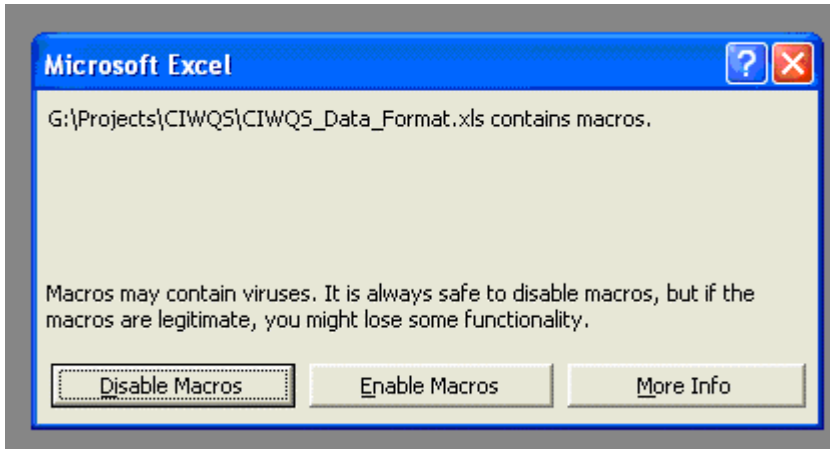 Microsoft Excel
G:\Projects\CIWQS\CIWQS_Data_Format.xls contains macros.
Macros may contain viruses. It is always safe to disable macros, but if the
macros are legitimate, you might lose some functionality.
Disable Macros Enable Macros More Info